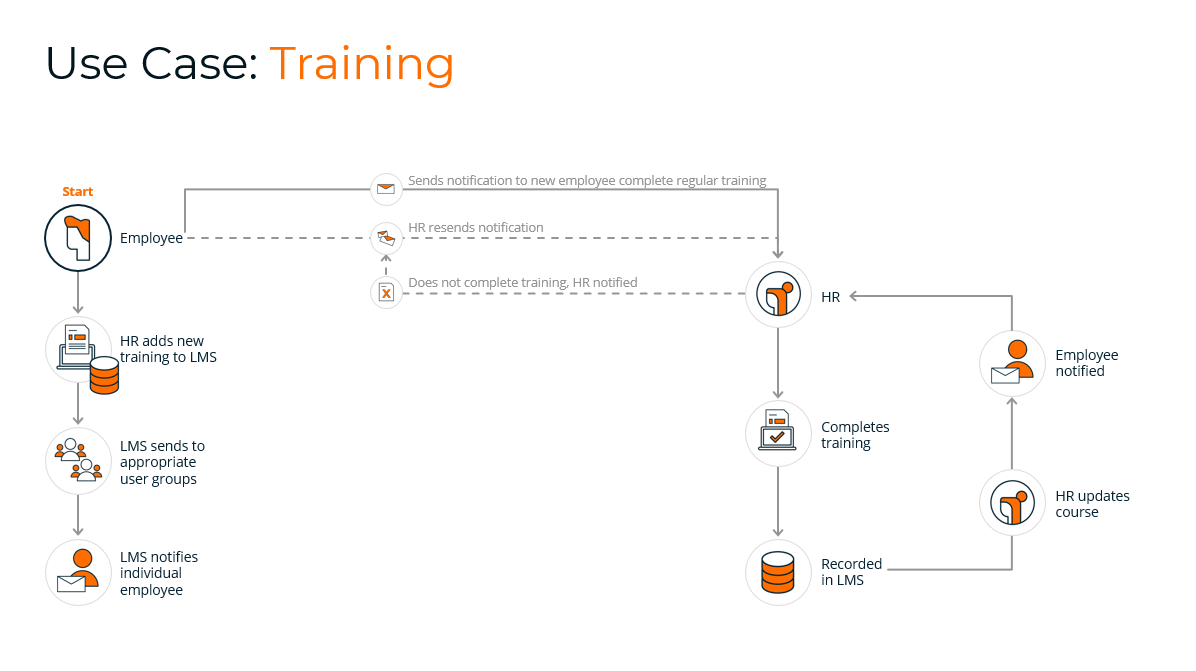 Use Case: Training
Start
Employee
HR adds new
training to LMS
LMS sends to
appropriate
user groups
LMS notifies
individual
employee
Sends notification to new employee complete regular training
HR resends notification
Does not complete training, HR notified
X
HR
Completes
training
Recorded
in LMS
Employee
notified
HR updates
course